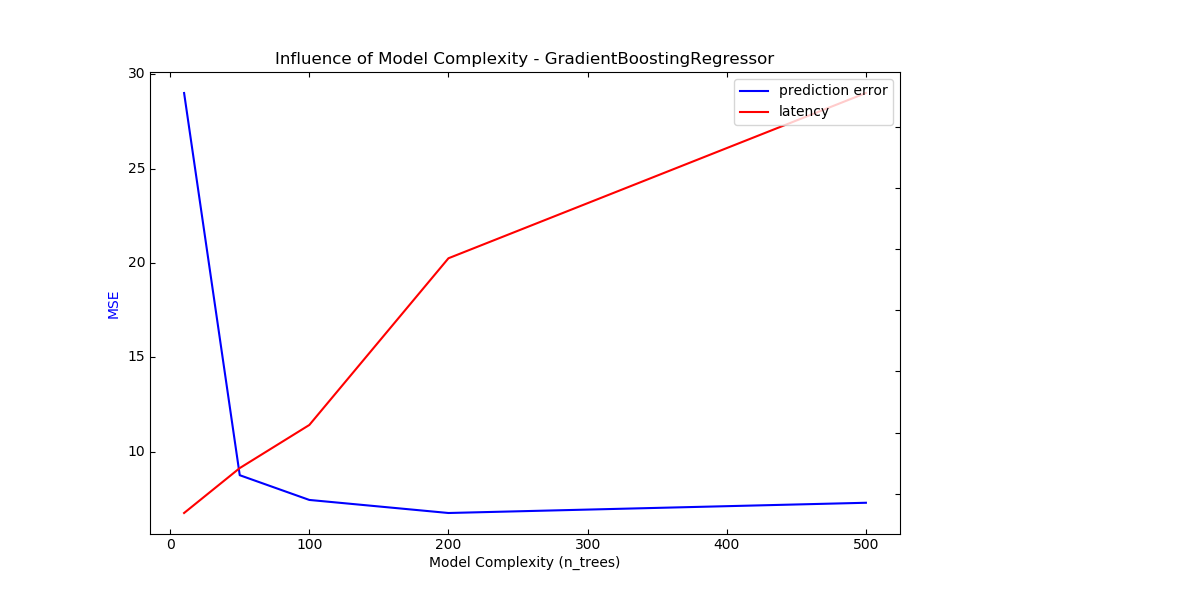 Influence of Model Complexity - GradientBoostingRegressor
prediction error
latency
30
25
20
15
10
MSE
0 100 200 300 400 500
Model Complexity (n_trees)